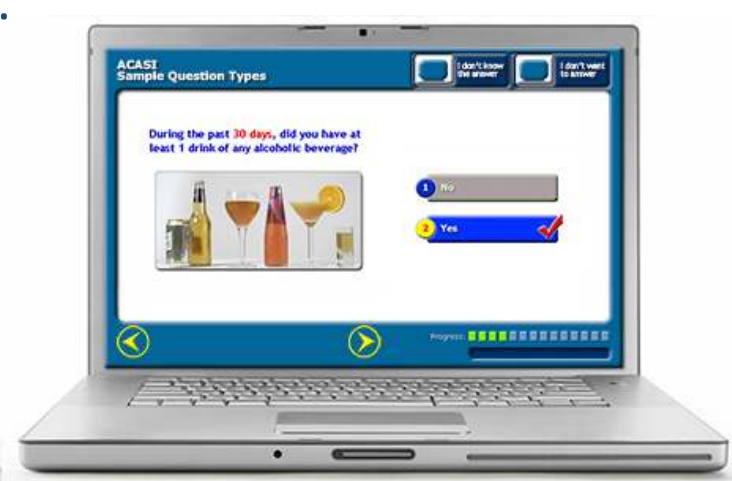 ACASI
Sample Question Types
I don't know
the answer
I don't want
to answer
During the past 30 days, did you have at
least 1 drink of any alcoholic beverage?
1 No
2 Yes
Progress: